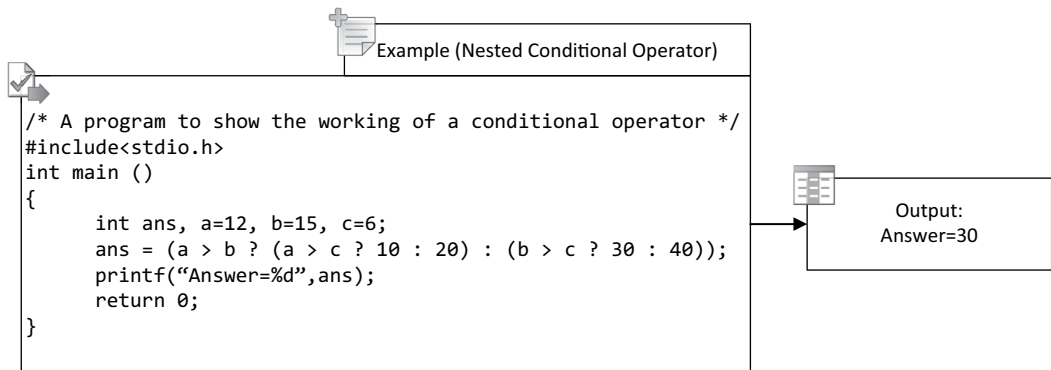 Example (Nested Conditional Operator)
/* A program to show the working of a conditional operator */
#include<stdio.h>
int main ()
{
int ans, a=12, b=15, c=6;
ans = (a > b ? (a > c ? 10 : 20) : (b > c ? 30 : 40));
printf(“Answer=%d”,ans);
return 0;
}
Output:
Answer=30